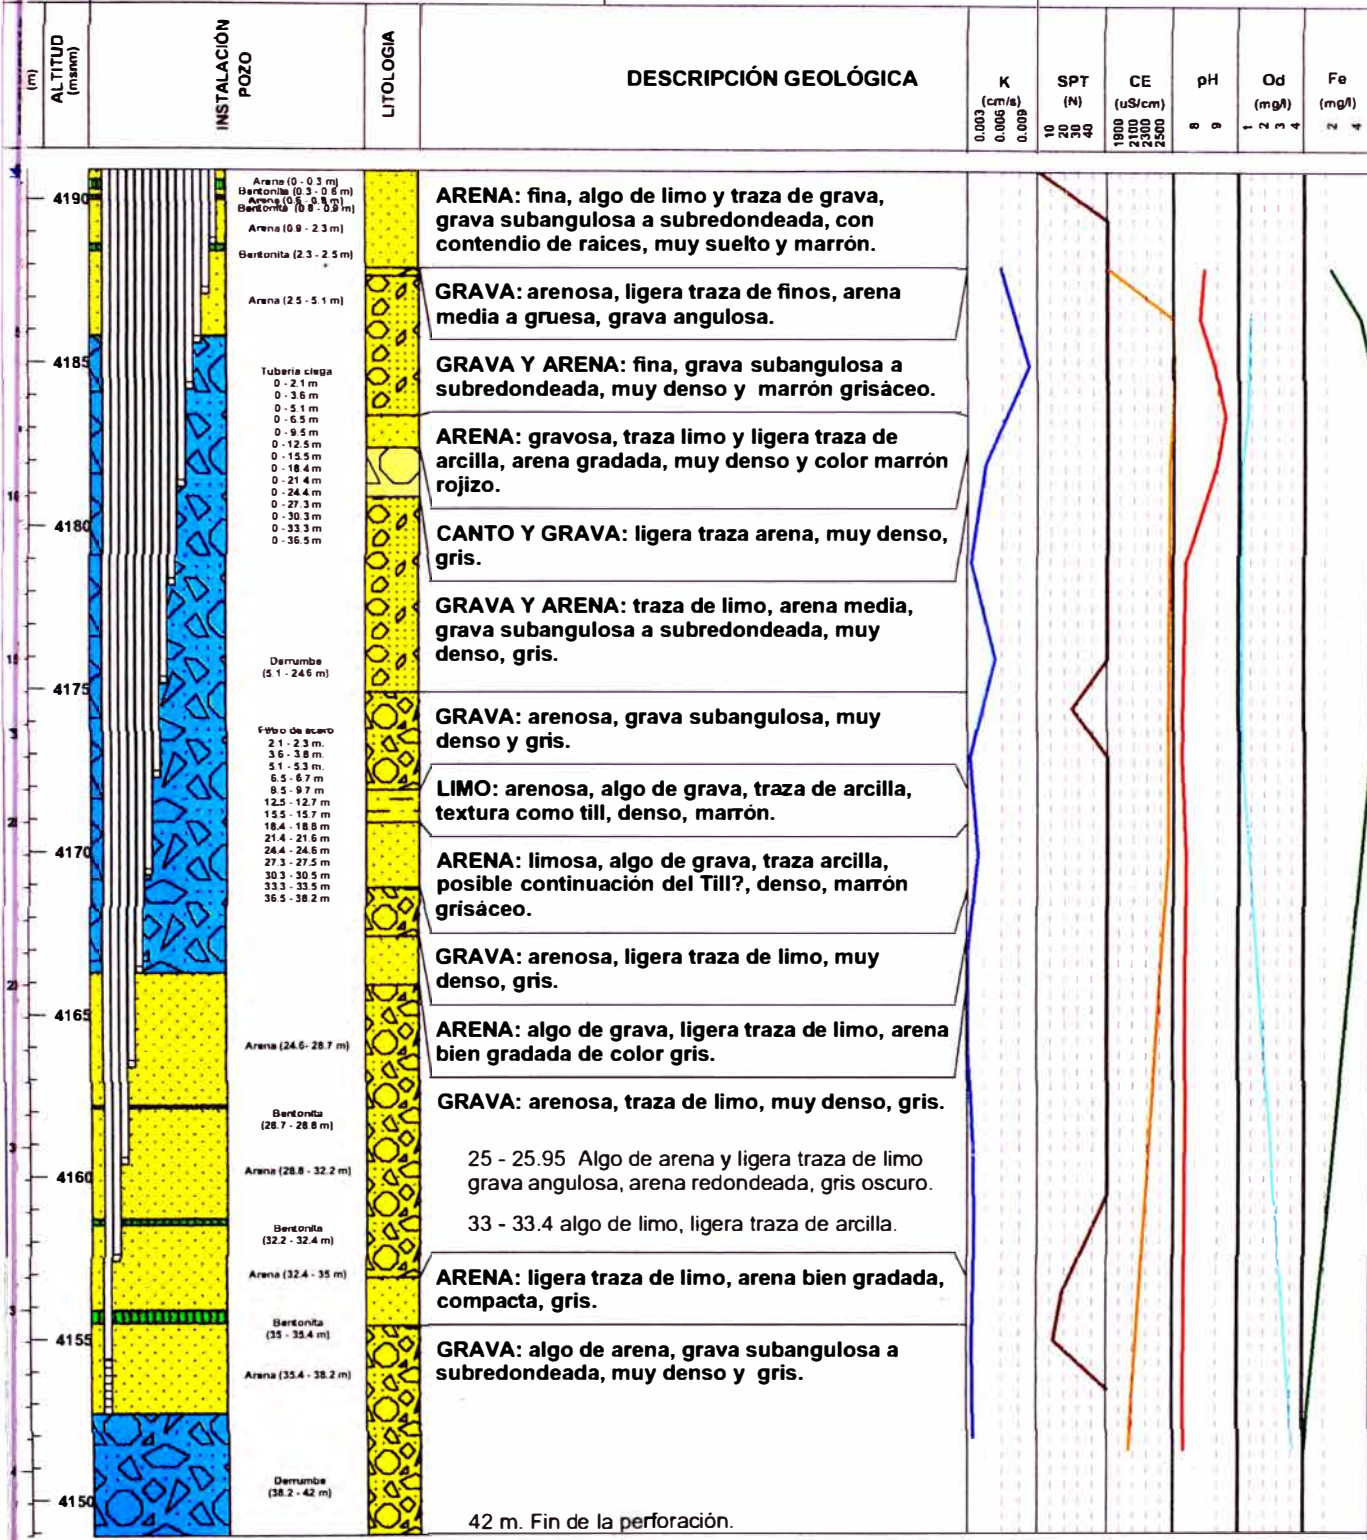 (m)
ALTITUD
(msnm)
INSTALACIÓN
POZO
LITOLOGIA
DESCRIPCIÓN GEOLÓGICA
K
(cm/s)
0.003
0.006
0.009
SPT
(N)
10
20
30
40
CE
(uS/cm)
1900
2100
2300
2500
pH
8
9
Od
(mg/l)
1
2
3
4
Fe
(mg/l)
2
4
4190
4185
4180
4175
4170
4165
4160
4155
4150
Arena (0 - 0.3 m)
Bentonita (0.3 - 0.6 m)
Arena (0.6 - 0.8 m)
Bentonita (0.8 - 0.9 m)
Arena (0.9 - 2.3 m)
Bentonita (2.3 - 2.5 m)
Arena (2.5 - 5.1 m)
Tubería ciega
0 - 2.1 m
0 - 3.6 m
0 - 5.1 m
0 - 6.5 m
0 - 9.5 m
0 - 12.5 m
0 - 15.5 m
0 - 18.4 m
0 - 21.4 m
0 - 24.4 m
0 - 27.3 m
0 - 30.3 m
0 - 33.3 m
0 - 36.5 m
Derrumbe
(5.1 - 24.6 m)
Filtro de acero
2.1 - 2.3 m.
3.6 - 3.8 m.
5.1 - 5.3 m.
6.5 - 6.7 m
9.5 - 9.7 m
12.5 - 12.7 m
15.5 - 15.7 m
18.4 - 18.8 m
21.4 - 21.6 m
24.4 - 24.6 m
27.3 - 27.5 m
30.3 - 30.5 m
33.3 - 33.5 m
36.5 - 38.2 m
Arena (24.6- 28.7 m)
Bentonita
(28.7 - 28.8 m)
Arena (28.8 - 32.2 m)
Bentonita
(32.2 - 32.4 m)
Arena (32.4 - 35 m)
Bentonita
(35 - 35.4 m)
Arena (35.4 - 38.2 m)
Derrumbe
(38.2 - 42 m)
ARENA: fina, algo de limo y traza de grava,
grava subangulosa a subredondeada, con
contendio de raices, muy suelto y marrón.
GRAVA: arenosa, ligera traza de finos, arena
media a gruesa, grava angulosa.
GRAVA Y ARENA: fina, grava subangulosa a
subredondeada, muy denso y marrón grisáceo.
ARENA: gravosa, traza limo y ligera traza de
arcilla, arena gradada, muy denso y color marrón
rojizo.
CANTO Y GRAVA: ligera traza arena, muy denso,
gris.
GRAVA Y ARENA: traza de limo, arena media,
grava subangulosa a subredondeada, muy
denso, gris.
GRAVA: arenosa, grava subangulosa, muy
denso y gris.
LIMO: arenosa, algo de grava, traza de arcilla,
textura como till, denso, marrón.
ARENA: limosa, algo de grava, traza arcilla,
posible continuación del Till?, denso, marrón
grisáceo.
GRAVA: arenosa, ligera traza de limo, muy
denso, gris.
ARENA: algo de grava, ligera traza de limo, arena
bien gradada de color gris.
GRAVA: arenosa, traza de limo, muy denso, gris.
25 - 25.95 Algo de arena y ligera traza de limo
grava angulosa, arena redondeada, gris oscuro.
33 - 33.4 algo de limo, ligera traza de arcilla.
ARENA: ligera traza de limo, arena bien gradada,
compacta, gris.
GRAVA: algo de arena, grava subangulosa a
subredondeada, muy denso y gris.
42 m. Fin de la perforación.